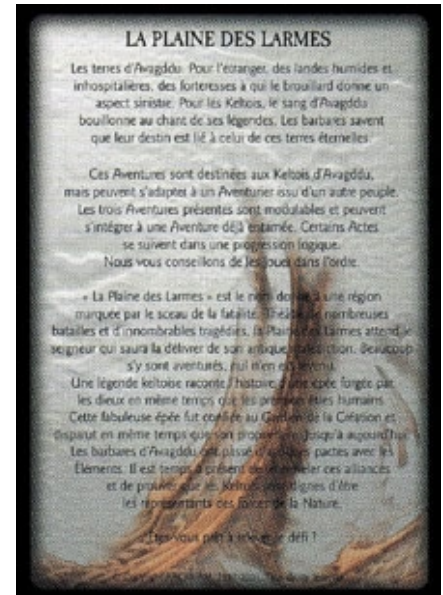 LA PLAINE DES LARMES
Les terres d'Avagddu. Pour l'étranger, des landes humides et
inhospitalières, des forteresses à qui le brouillard donne un
aspect sinistre. Pour les Keltois, le sang d'Avagddu
bouillonne au chant de ses légendes. Les barbares savent
que leur destin est lié à celui de ces terres éternelles.
Ces Aventures sont destinées aux Keltois d'Avagddu,
mais peuvent s'adapter à un Aventurier issu d'un autre peuple.
Les trois Aventures présentes sont modulables et peuvent
s'intégrer à une Aventure déjà entamée. Certains Actes
se suivent dans une progression logique.
Nous vous conseillons de les jouer dans l'ordre.
« La Plaine des Larmes » est le nom donné à une région
marquée par le sceau de la fatalité. Théâtre de nombreuses
batailles et d'innombrables tragédies, la Plaine des Larmes attend le
seigneur qui saura la délivrer de son antique malédiction. Beaucoup
s'y sont aventurés, nul n'en est revenu.
Une légende keltoise raconte l'histoire d'une épée forgée par
les dieux en même temps que les premiers êtres humains.
Cette fabuleuse épée fut confiée au Gardien de la Création et
disparut en même temps que son propriétaire. Jusqu'à aujourd'hui.
Les barbares d'Avagddu ont passé des pactes avec les
Éléments. Il est temps à présent de renouveler ces alliances
et de prouver que les Keltois sont dignes d'être
les représentants des forces de la Nature.
Êtes-vous prêt à relever le défi ?